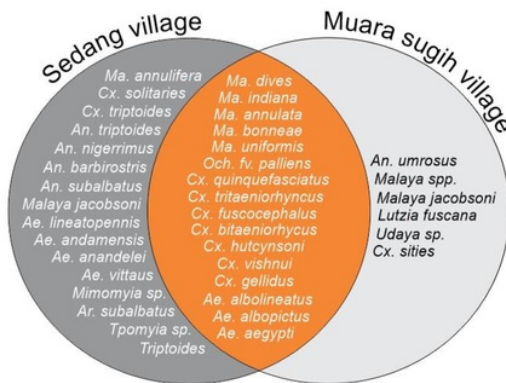 Sedang village
Muara sugih village
Ma. annulifera
Cx. solitaries
Cx. triptoides
An. triptoides
An. nigerrimus
An. barbirostris
An. subalbatus
Malaya jacobsoni
Ae. lineatopennis
Ae. andamensis
Ae. anandelei
Ae. vittaus
Mimomyia sp.
Ar. subalbatus
Tpomyia sp.
Triptoides
Ma. dives
Ma. indiana
Ma. annulata
Ma. bonneae
Ma. uniformis
Och. fv. palliens
Cx. quinquefasciatus
Cx. tritaeniorhyncus
Cx. fuscocephalus
Cx. bitaeniorhycus
Cx. hutcynsoni
Cx. vishnui
Cx. gellidus
Ae. albolineatus
Ae. albopictus
Ae. aegypti
An. umrosus
Malaya spp.
Malaya jacobsoni
Lutzia fuscana
Udaya sp.
Cx. sities